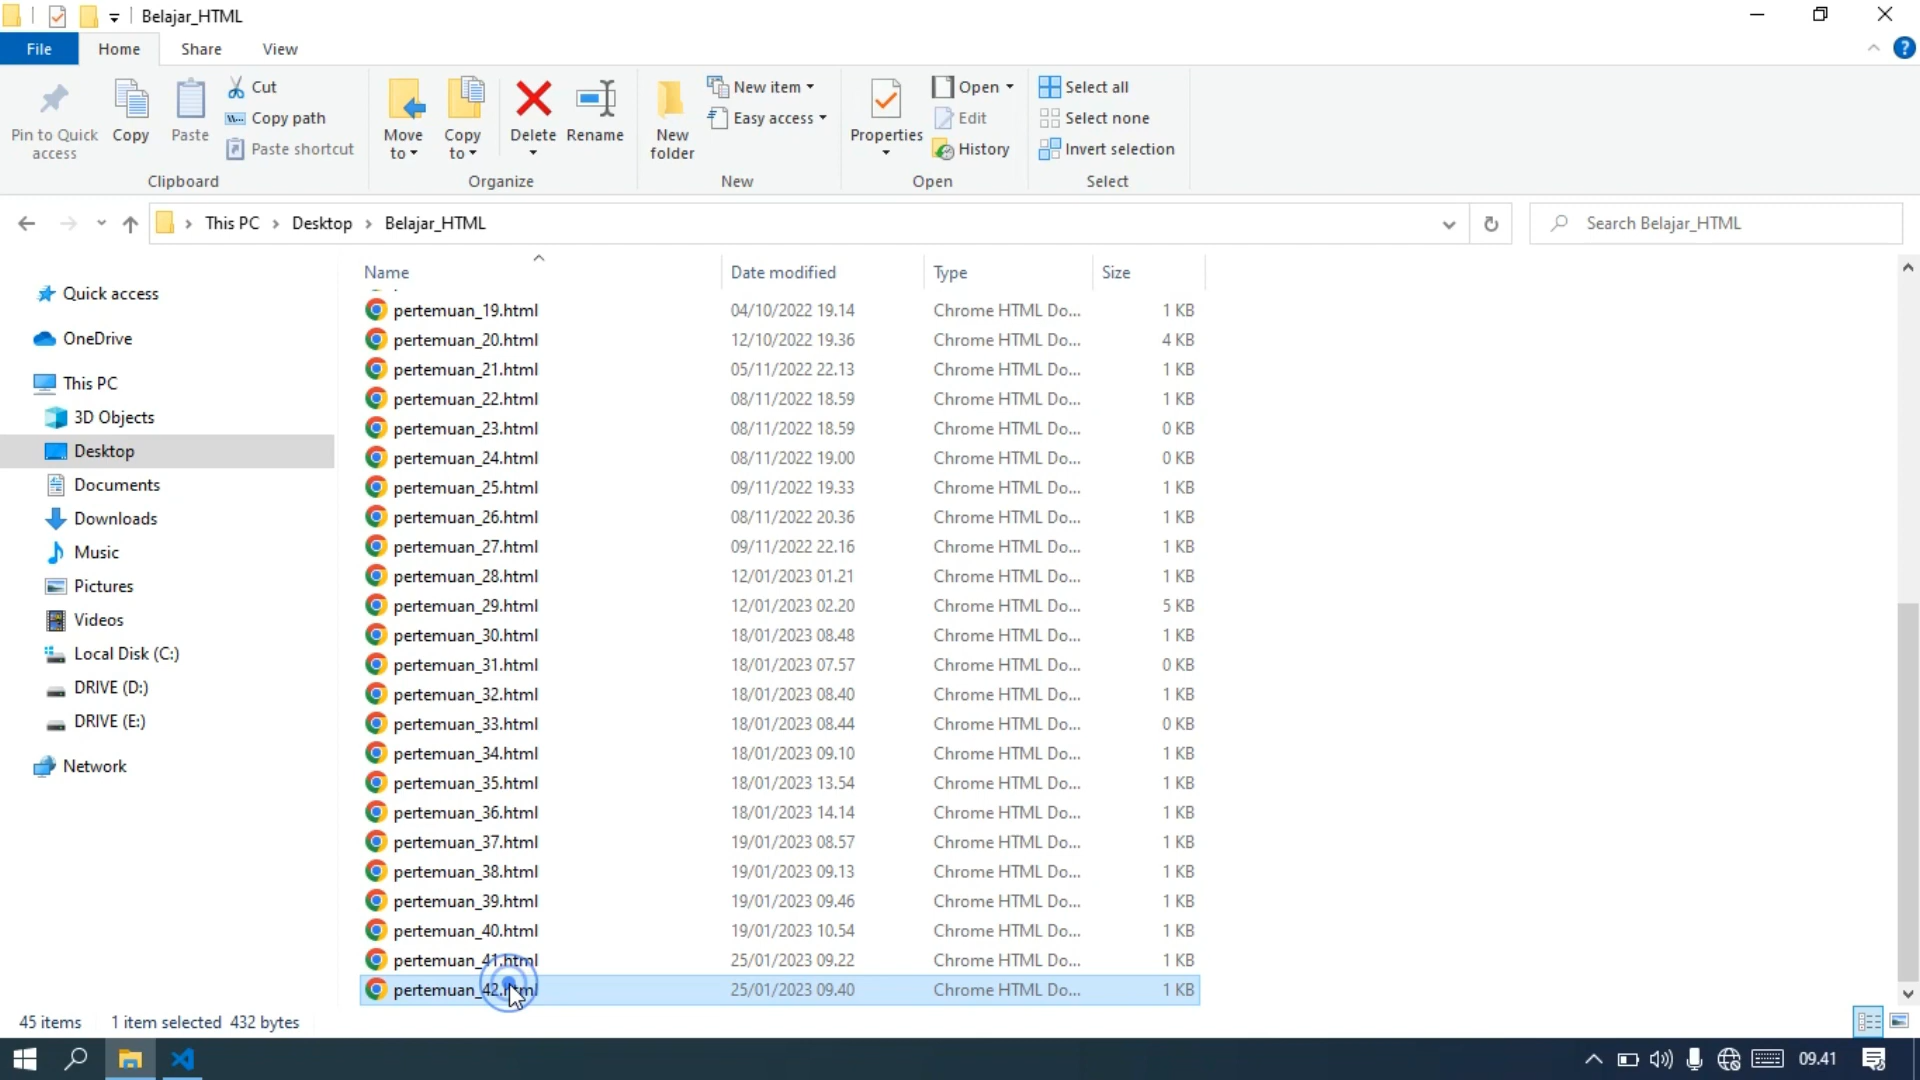 Belajar_HTML
File Home Share View
Pin to Quick access
Copy
Paste
Cut
Copy path
Paste shortcut
Clipboard
Move to
Copy to
Delete
Rename
Organize
New folder
New item
Easy access
New
Properties
Open
Edit
History
Open
Select all
Select none
Invert selection
Select
This PC Desktop Belajar_HTML
Search Belajar_HTML
Quick access
OneDrive
This PC
3D Objects
Desktop
Documents
Downloads
Music
Pictures
Videos
Local Disk (C:)
DRIVE (D:)
DRIVE (E:)
Network
Name Date modified Type Size
pertemuan_19.html 04/10/2022 19.14 Chrome HTML Do... 1 KB
pertemuan_20.html 12/10/2022 19.36 Chrome HTML Do... 4 KB
pertemuan_21.html 05/11/2022 22.13 Chrome HTML Do... 1 KB
pertemuan_22.html 08/11/2022 18.59 Chrome HTML Do... 1 KB
pertemuan_23.html 08/11/2022 18.59 Chrome HTML Do... 0 KB
pertemuan_24.html 08/11/2022 19.00 Chrome HTML Do... 0 KB
pertemuan_25.html 09/11/2022 19.33 Chrome HTML Do... 1 KB
pertemuan_26.html 08/11/2022 20.36 Chrome HTML Do... 1 KB
pertemuan_27.html 09/11/2022 22.16 Chrome HTML Do... 1 KB
pertemuan_28.html 12/01/2023 01.21 Chrome HTML Do... 1 KB
pertemuan_29.html 12/01/2023 02.20 Chrome HTML Do... 5 KB
pertemuan_30.html 18/01/2023 08.48 Chrome HTML Do... 1 KB
pertemuan_31.html 18/01/2023 07.57 Chrome HTML Do... 0 KB
pertemuan_32.html 18/01/2023 08.40 Chrome HTML Do... 1 KB
pertemuan_33.html 18/01/2023 08.44 Chrome HTML Do... 0 KB
pertemuan_34.html 18/01/2023 09.10 Chrome HTML Do... 1 KB
pertemuan_35.html 18/01/2023 13.54 Chrome HTML Do... 1 KB
pertemuan_36.html 18/01/2023 14.14 Chrome HTML Do... 1 KB
pertemuan_37.html 19/01/2023 08.57 Chrome HTML Do... 1 KB
pertemuan_38.html 19/01/2023 09.13 Chrome HTML Do... 1 KB
pertemuan_39.html 19/01/2023 09.46 Chrome HTML Do... 1 KB
pertemuan_40.html 19/01/2023 10.54 Chrome HTML Do... 1 KB
pertemuan_41.html 25/01/2023 09.22 Chrome HTML Do... 1 KB
pertemuan_42.html 25/01/2023 09.40 Chrome HTML Do... 1 KB
45 items 1 item selected 432 bytes
09.41